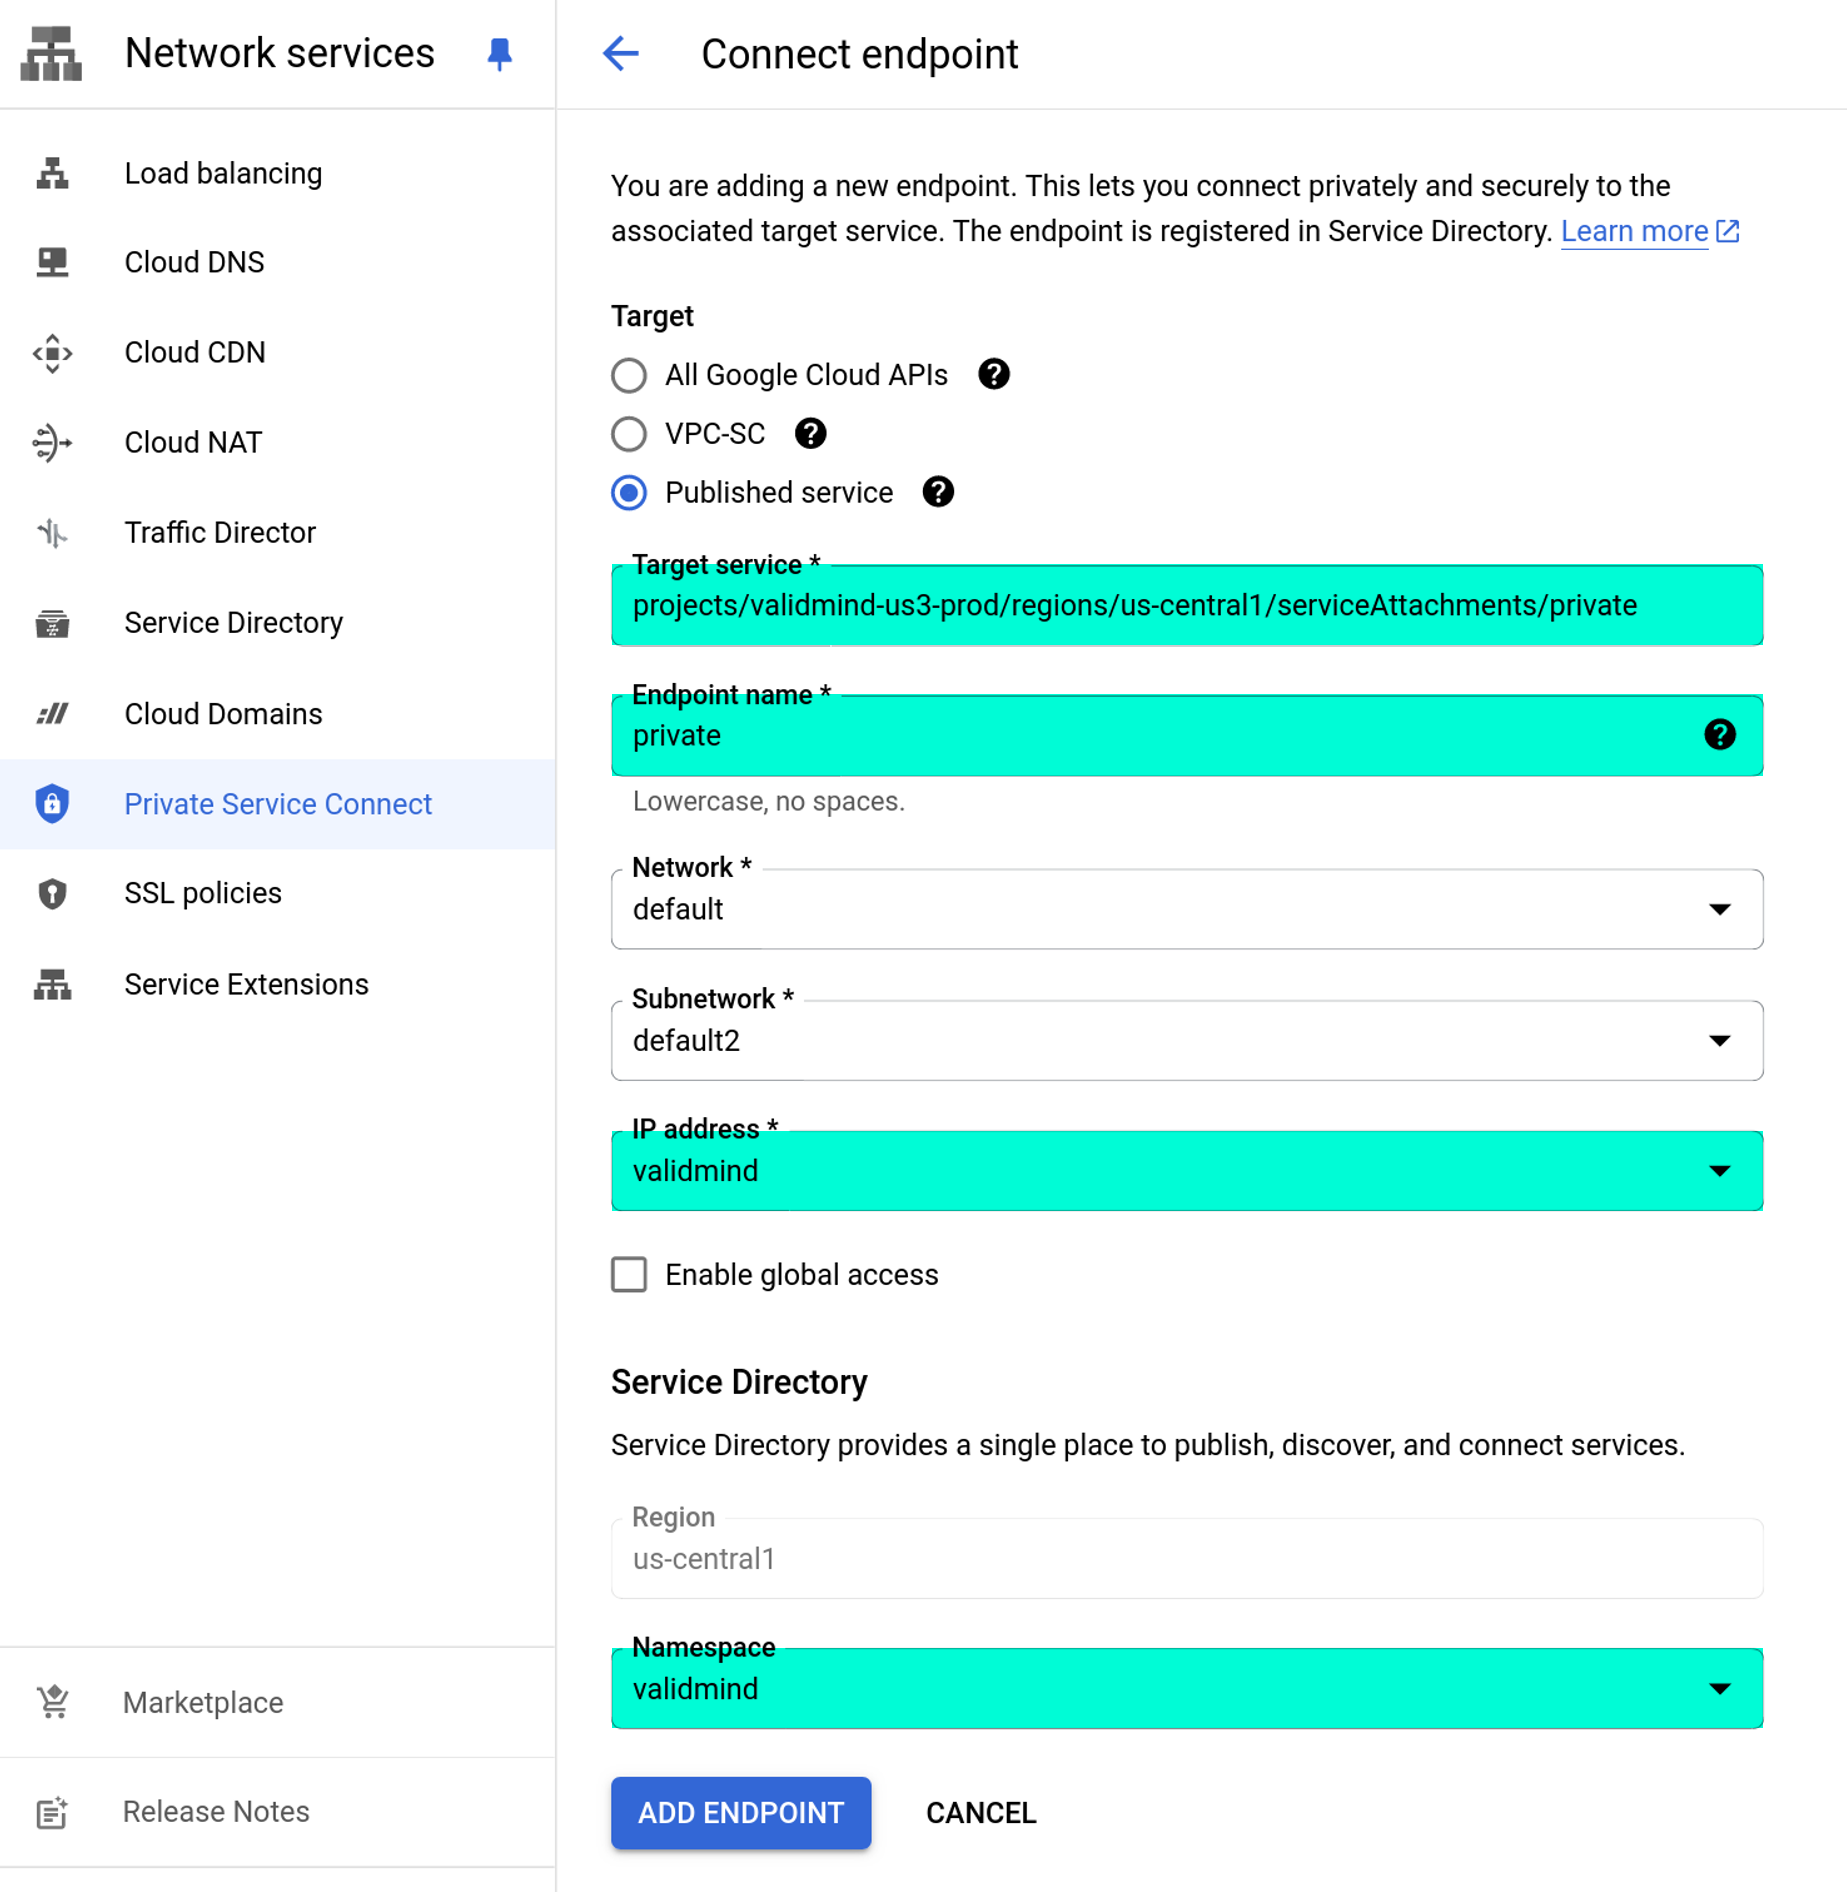 Network services
Load balancing
Cloud DNS
Cloud CDN
Cloud NAT
Traffic Director
Service Directory
Cloud Domains
Private Service Connect
SSL policies
Service Extensions
Marketplace
Release Notes
Connect endpoint
You are adding a new endpoint. This lets you connect privately and securely to the
associated target service. The endpoint is registered in Service Directory. Learn more
Target
All Google Cloud APIs
VPC-SC
Published service
Target service *
projects/validmind-us3-prod/regions/us-central1/serviceAttachments/private
Endpoint name *
private
Lowercase, no spaces.
Network *
default
Subnetwork *
default2
IP address *
validmind
Enable global access
Service Directory
Service Directory provides a single place to publish, discover, and connect services.
Region
us-central1
Namespace
validmind
ADD ENDPOINT CANCEL